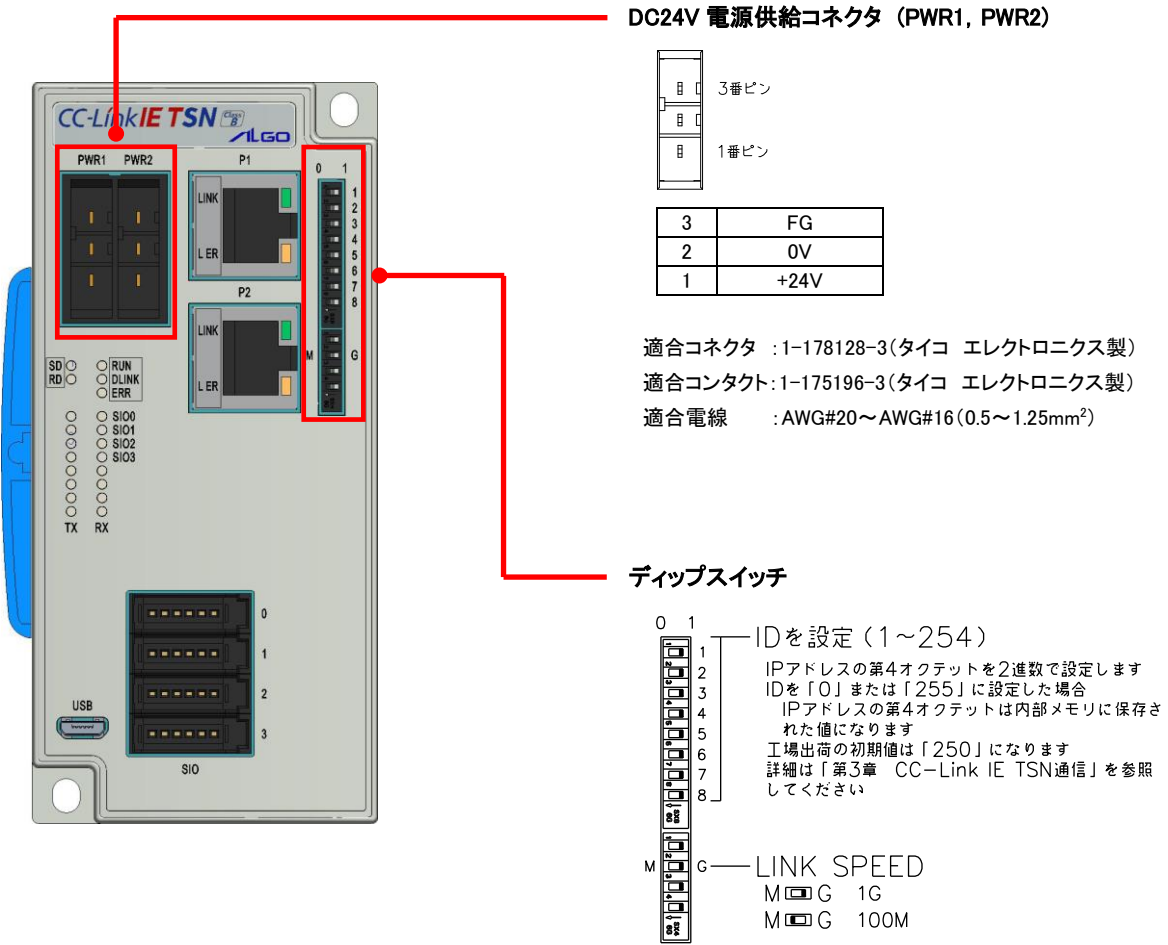 DC24V 電源供給コネクタ (PWR1, PWR2)
3番ピン
1番ピン
3 FG
2 0V
1 +24V
適合コネクタ :1-178128-3(タイコ エレクトロニクス製)
適合コンタクト:1-175196-3(タイコ エレクトロニクス製)
適合電線 :AWG#20~AWG#16(0.5~1.25mm²)
CC-Link IE TSN Class B
ALGO
PWR1 PWR2
P1
LINK
L ER
P2
LINK
L ER
0 1
1
2
3
4
5
6
7
8
M G
SD
RD
RUN
DLINK
ERR
SIO0
SIO1
SIO2
SIO3
TX RX
USB
0
1
2
3
SIO
ディップスイッチ
0 1
1
2
3
4
5
6
7
8
IDを設定(1~254)
IPアドレスの第4オクテットを2進数で設定します
IDを「0」または「255」に設定した場合
IPアドレスの第4オクテットは内部メモリに保存さ
れた値になります
工場出荷の初期値は「250」になります
詳細は「第3章 CC-Link IE TSN通信」を参照
してください
M G
LINK SPEED
M G 1G
M G 100M